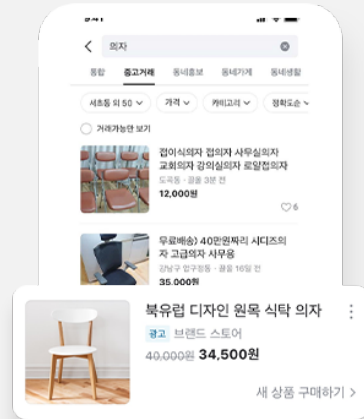 9:41
의자
통합 중고거래 동네홍보 동네가게 동네생활
서초동 외 50 가격 카테고리 정확도순
거래가능만 보기
접이식의자 접의자 사무실의자
교회의자 강의실의자 로얄접의자
도곡동 · 끌올 3분 전
12,000원
6
무료배송) 40만원짜리 시디즈의
자 고급의자 사무용
강남구 압구정동 · 끌올 16일 전
35,000원
북유럽 디자인 원목 식탁 의자
광고 브랜드 스토어
40,000원 34,500원
새 상품 구매하기 >